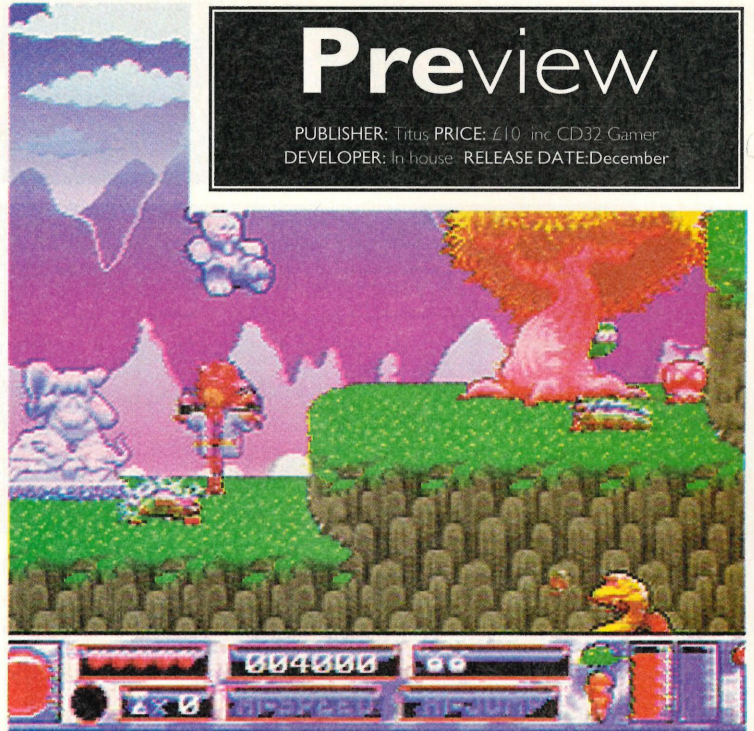 Preview
PUBLISHER: Titus PRICE: £10 inc CD32 Gamer
DEVELOPER: In house RELEASE DATE:December
004000